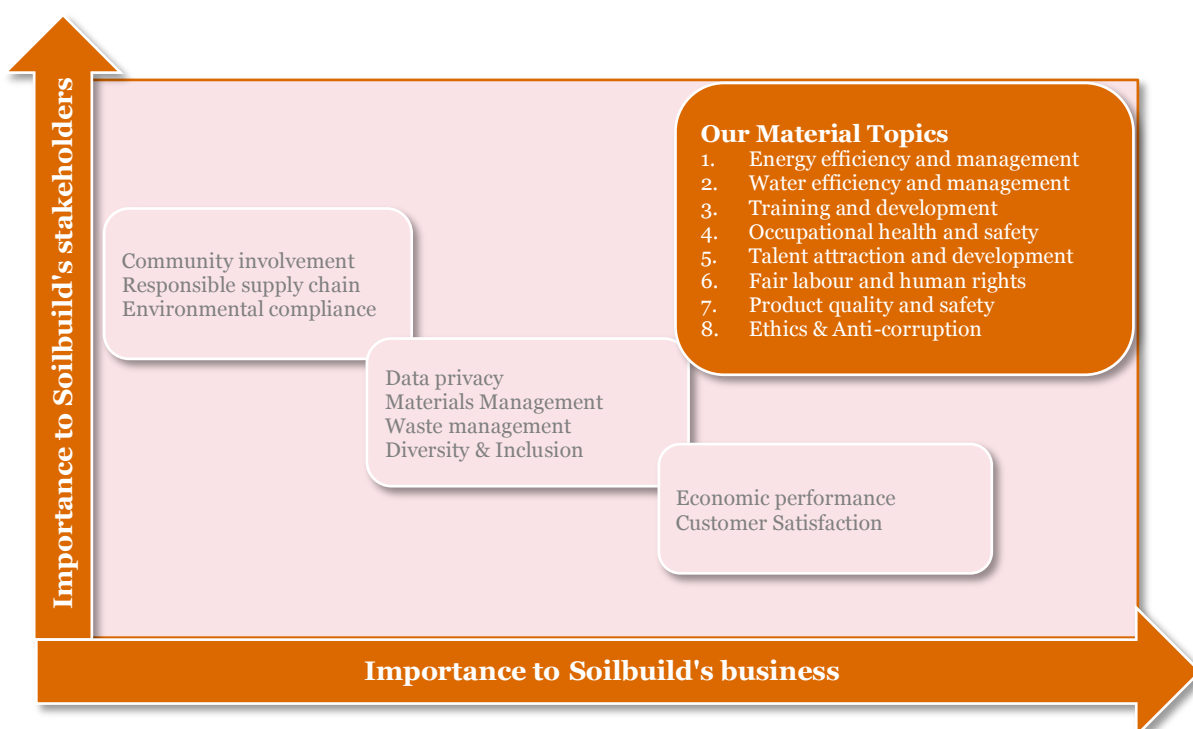 Importance to Soilbuild's stakeholders
Our Material Topics
1. Energy efficiency and management
2. Water efficiency and management
3. Training and development
4. Occupational health and safety
5. Talent attraction and development
6. Fair labour and human rights
7. Product quality and safety
8. Ethics & Anti-corruption
Community involvement
Responsible supply chain
Environmental compliance
Data privacy
Materials Management
Waste management
Diversity & Inclusion
Economic performance
Customer Satisfaction
Importance to Soilbuild's business